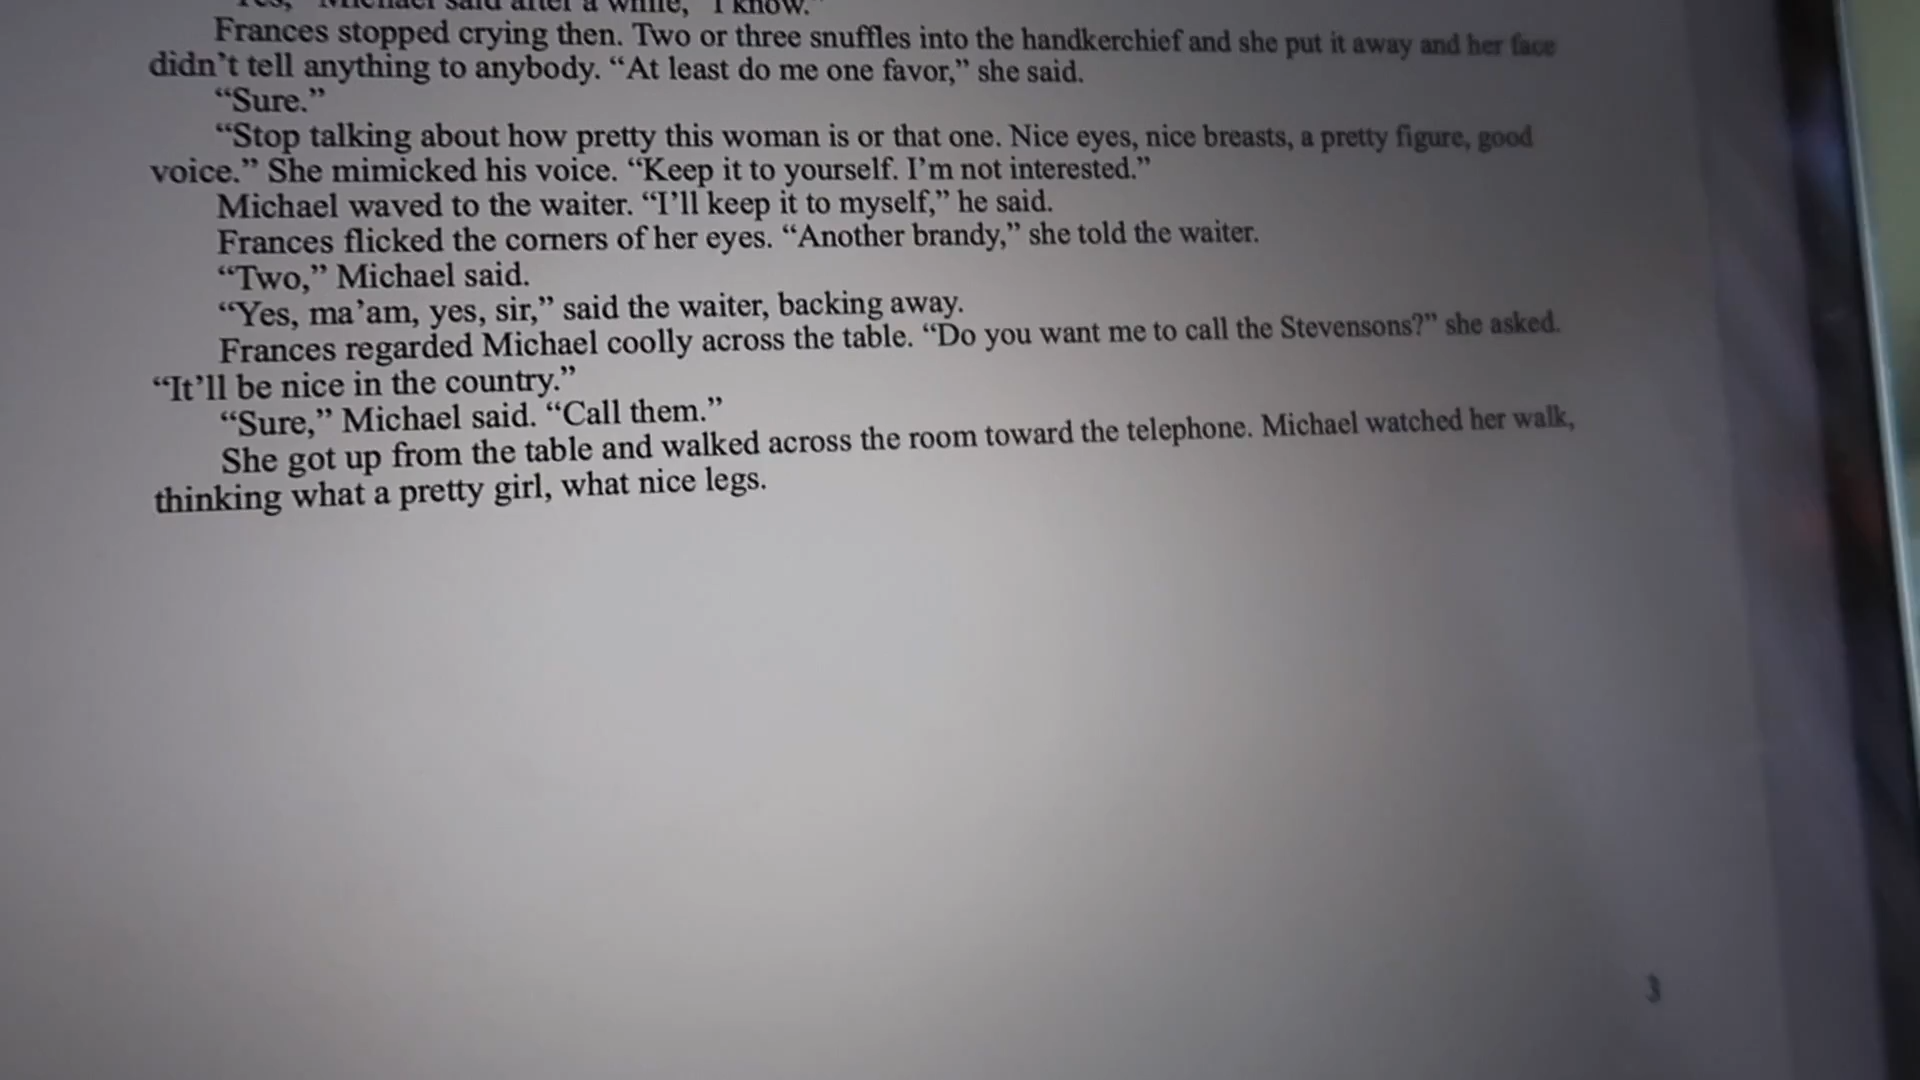 "Yes," Michael said after a while, "I know."
Frances stopped crying then. Two or three snuffles into the handkerchief and she put it away and her face
didn’t tell anything to anybody. “At least do me one favor,” she said.
“Sure.”
“Stop talking about how pretty this woman is or that one. Nice eyes, nice breasts, a pretty figure, good
voice.” She mimicked his voice. “Keep it to yourself. I’m not interested.”
Michael waved to the waiter. “I’ll keep it to myself,” he said.
Frances flicked the corners of her eyes. “Another brandy,” she told the waiter.
“Two,” Michael said.
“Yes, ma’am, yes, sir,” said the waiter, backing away.
Frances regarded Michael coolly across the table. “Do you want me to call the Stevensons?” she asked.
“It’ll be nice in the country.”
“Sure,” Michael said. “Call them.”
She got up from the table and walked across the room toward the telephone. Michael watched her walk,
thinking what a pretty girl, what nice legs.
3